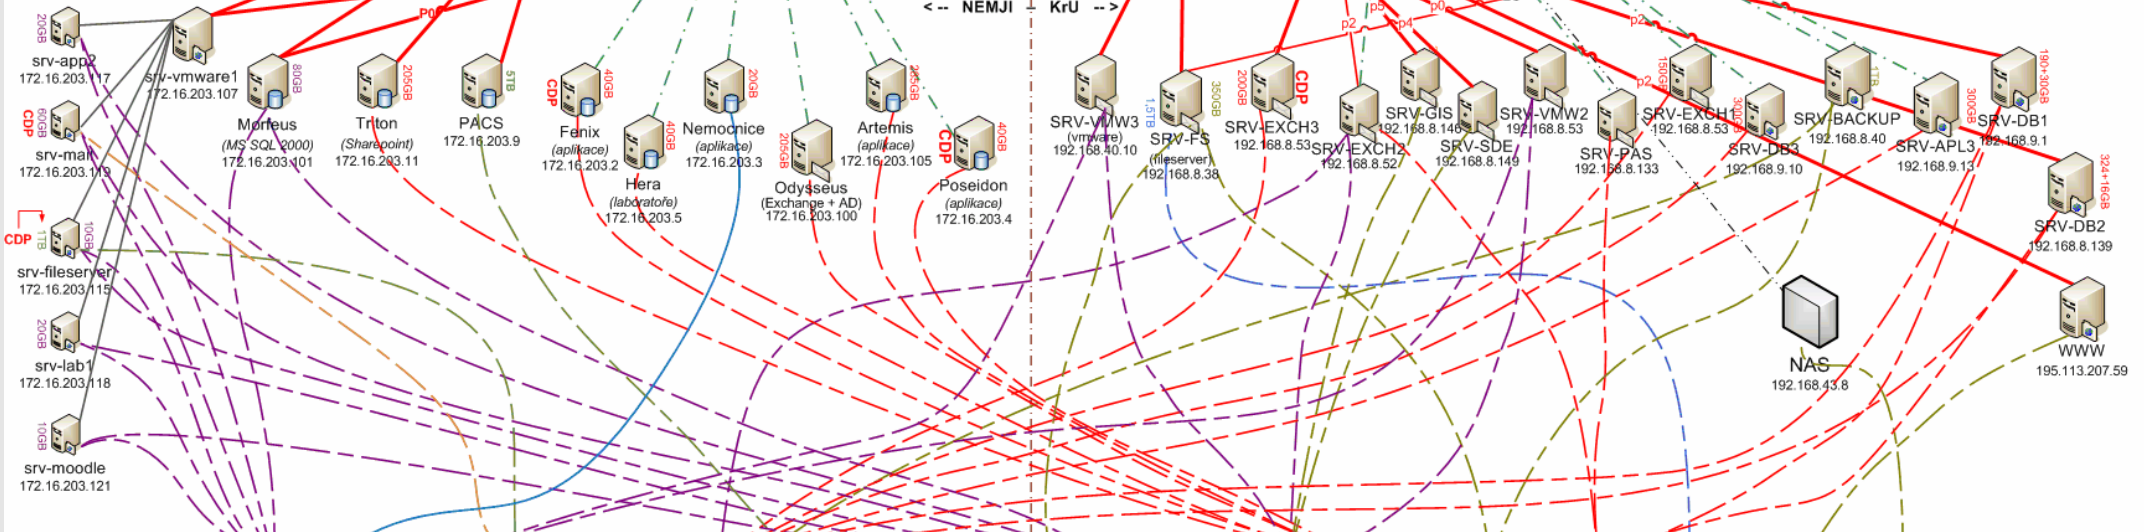 < -- NEMJI -- KrU -- >
P0
p5
p2
p4
p0
p2
p2
20GB
srv-app2
172.16.203.117
srv-vmware1
172.16.203.107
CDP
60GB
srv-mail
172.16.203.119
CDP
1TB
10GB
srv-fileserver
172.16.203.115
20GB
srv-lab1
172.16.203.118
10GB
srv-moodle
172.16.203.121
80GB
Morfeus
(MS SQL 2000)
172.16.203.101
205GB
Triton
(Sharepoint)
172.16.203.11
5TB
PACS
172.16.203.9
CDP
40GB
Fenix
(aplikace)
172.16.203.2
40GB
Hera
(laboratoře)
172.16.203.5
20GB
Nemocnice
(aplikace)
172.16.203.3
205GB
Odysseus
(Exchange + AD)
172.16.203.100
Artemis
(aplikace)
172.16.203.105
CDP
40GB
Poseidon
(aplikace)
172.16.203.4
SRV-VMW3
(vmware)
192.168.40.10
1,5TB
350GB
SRV-FS
(fileserver)
192.168.8.38
200GB
CDP
SRV-EXCH3
192.168.8.53
SRV-EXCH2
192.168.8.52
SRV-GIS
192.168.8.146
SRV-SDE
192.168.8.149
SRV-VMW2
192.168.8.53
SRV-PAS
192.168.8.133
150GB
SRV-EXCH1
192.168.8.53
300GB
SRV-DB3
192.168.9.10
1TB
SRV-BACKUP
192.168.8.40
300GB
SRV-APL3
192.168.9.13
190+30GB
SRV-DB1
192.168.9.1
324+16GB
SRV-DB2
192.168.8.139
NAS
192.168.43.8
WWW
195.113.207.59